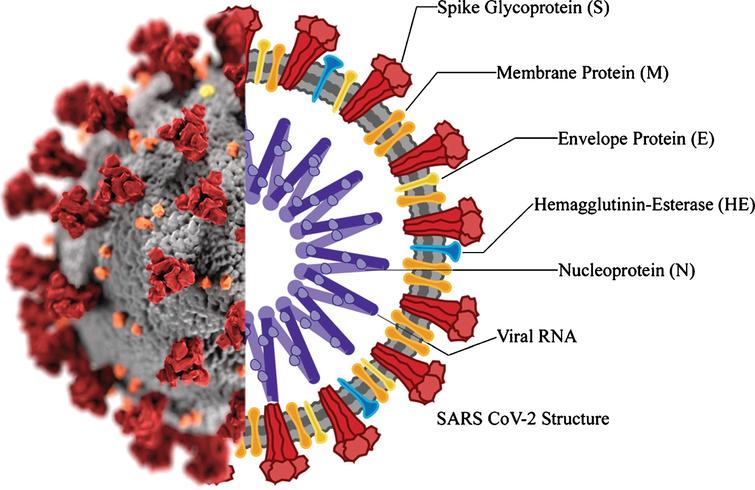 Spike Glycoprotein (S)
Membrane Protein (M)
Envelope Protein (E)
Hemagglutinin-Esterase (HE)
Nucleoprotein (N)
Viral RNA
SARS CoV-2 Structure